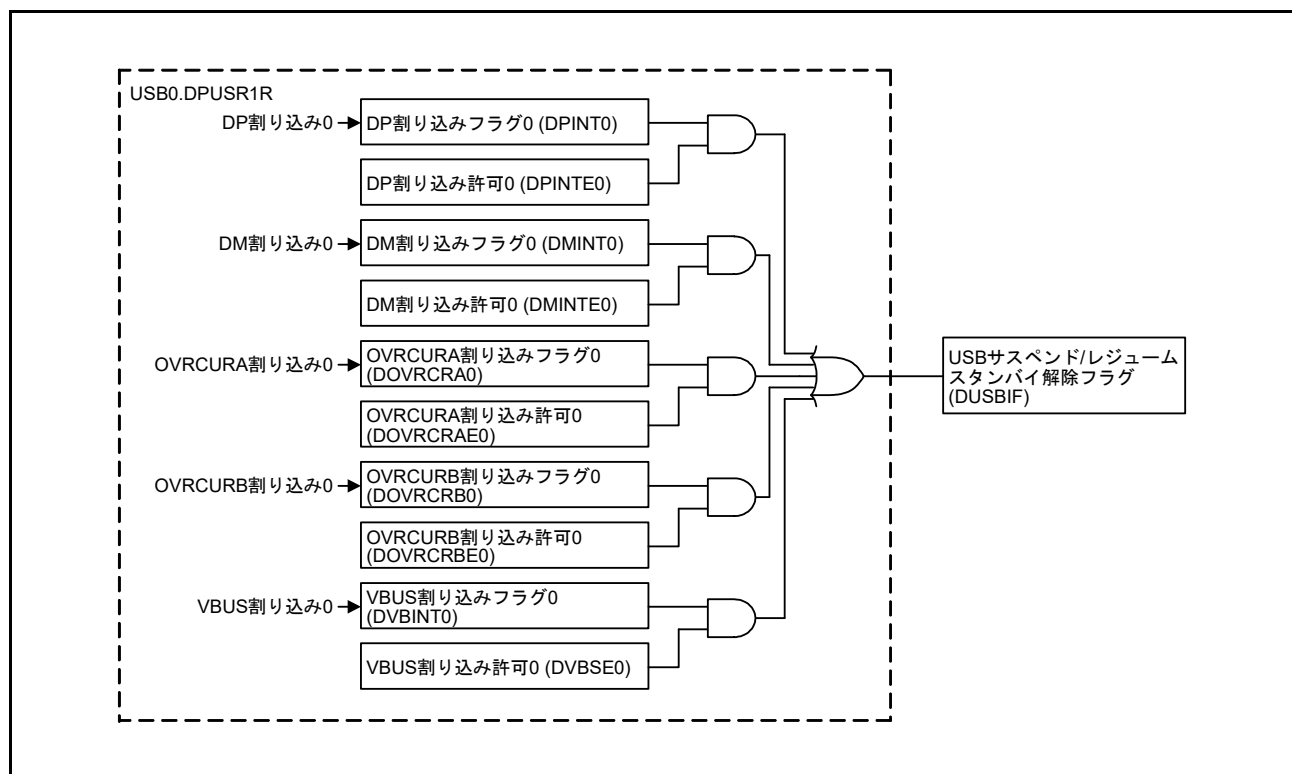 USB0.DPUSR1R
DP割り込み0
DP割り込みフラグ0 (DPINT0)
DP割り込み許可0 (DPINTE0)
DM割り込み0
DM割り込みフラグ0 (DMINT0)
DM割り込み許可0 (DMINTE0)
OVRCURA割り込み0
OVRCURA割り込みフラグ0
(DOVRCRA0)
OVRCURA割り込み許可0
(DOVRCRAE0)
OVRCURB割り込み0
OVRCURB割り込みフラグ0
(DOVRCRB0)
OVRCURB割り込み許可0
(DOVRCRBE0)
VBUS割り込み0
VBUS割り込みフラグ0
(DVBINT0)
VBUS割り込み許可0 (DVBSE0)
USBサスペンド/レジューム
スタンバイ解除フラグ
(DUSBIF)